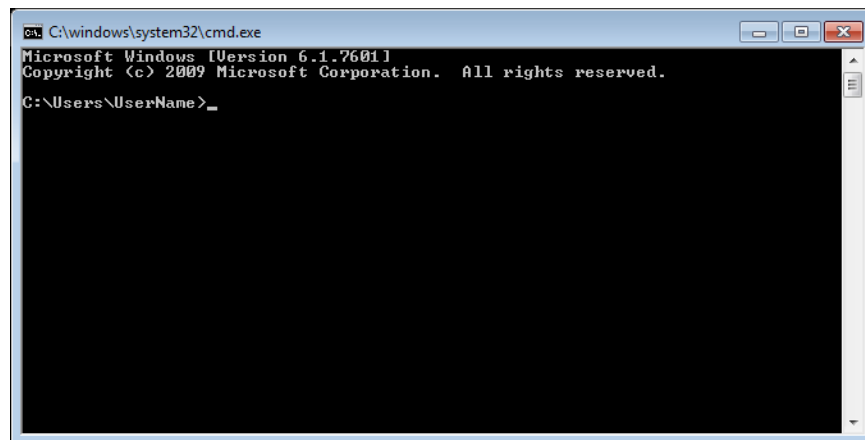 C:\windows\system32\cmd.exe
Microsoft Windows [Version 6.1.7601]
Copyright (c) 2009 Microsoft Corporation.  All rights reserved.
C:\Users\UserName>_